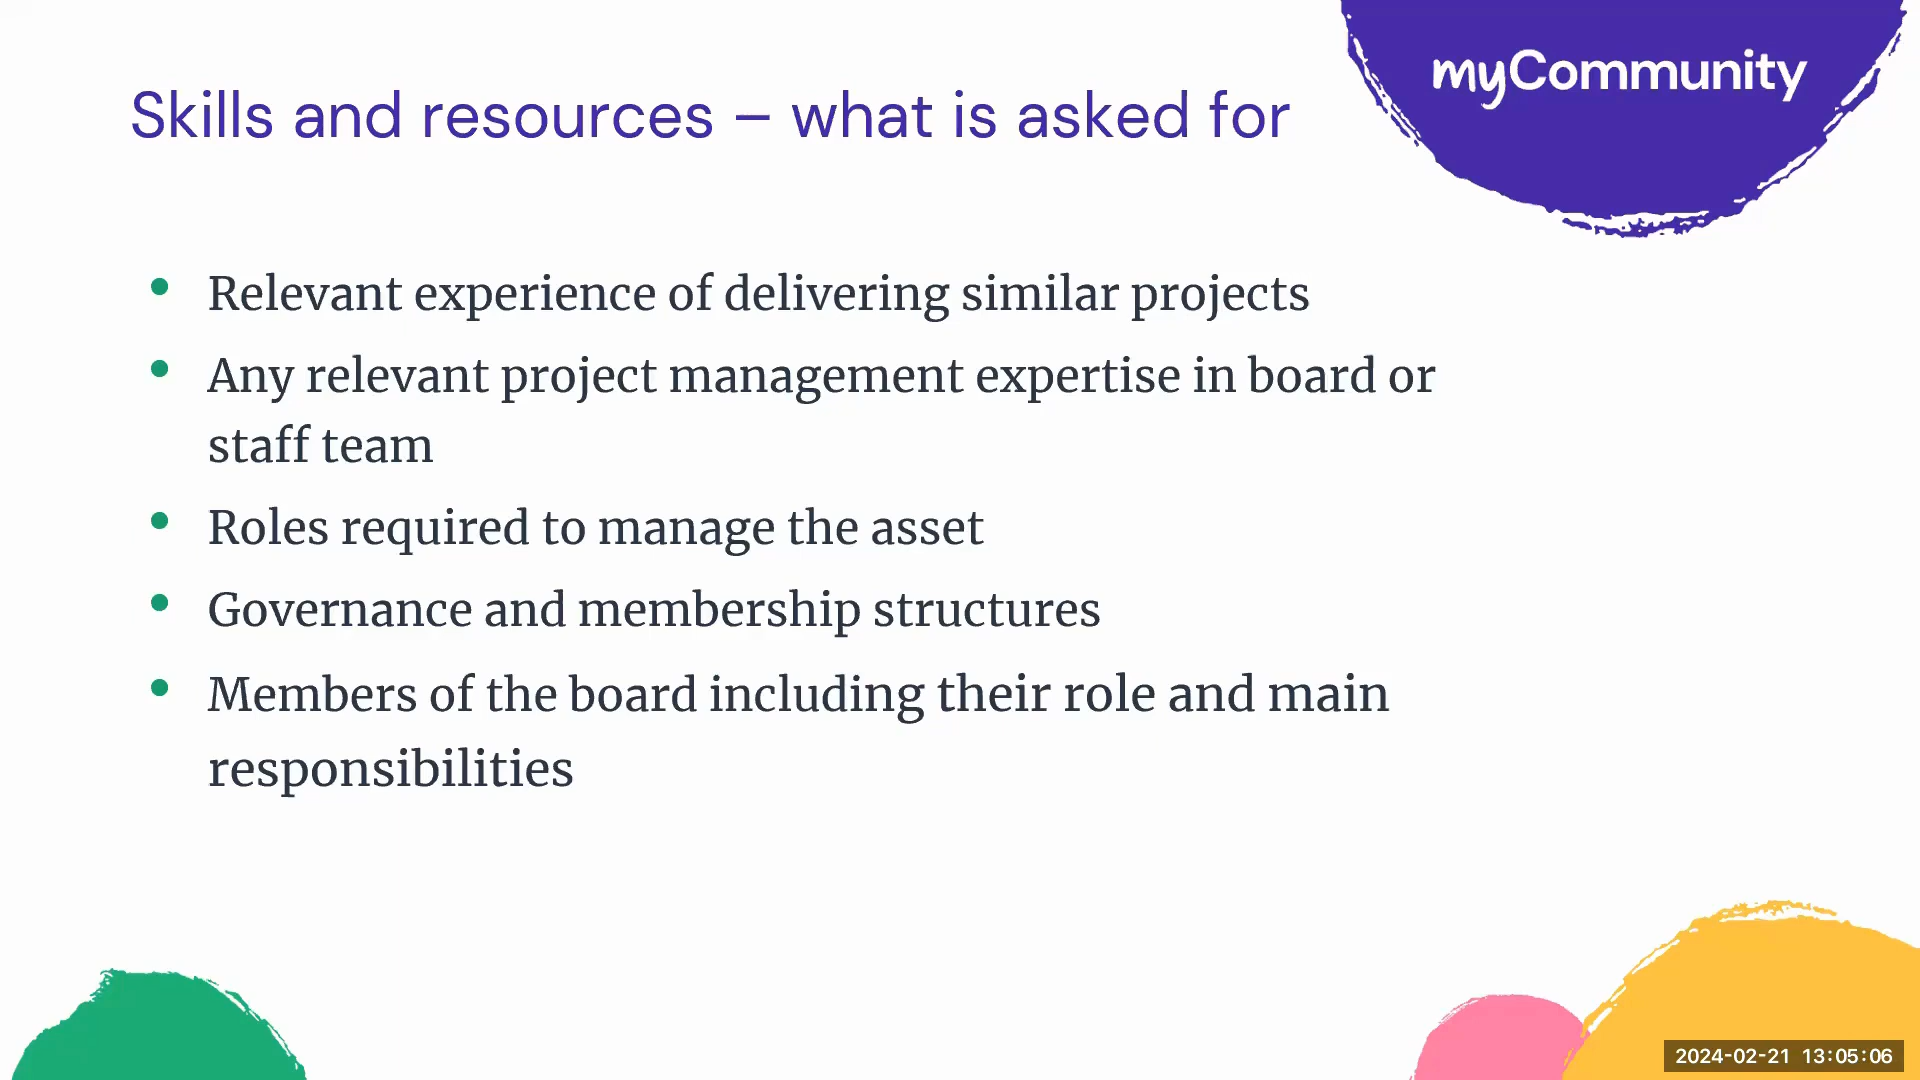 myCommunity
Skills and resources – what is asked for
• Relevant experience of delivering similar projects
• Any relevant project management expertise in board or
staff team
• Roles required to manage the asset
• Governance and membership structures
• Members of the board including their role and main
responsibilities
2024-02-21 13:05:06